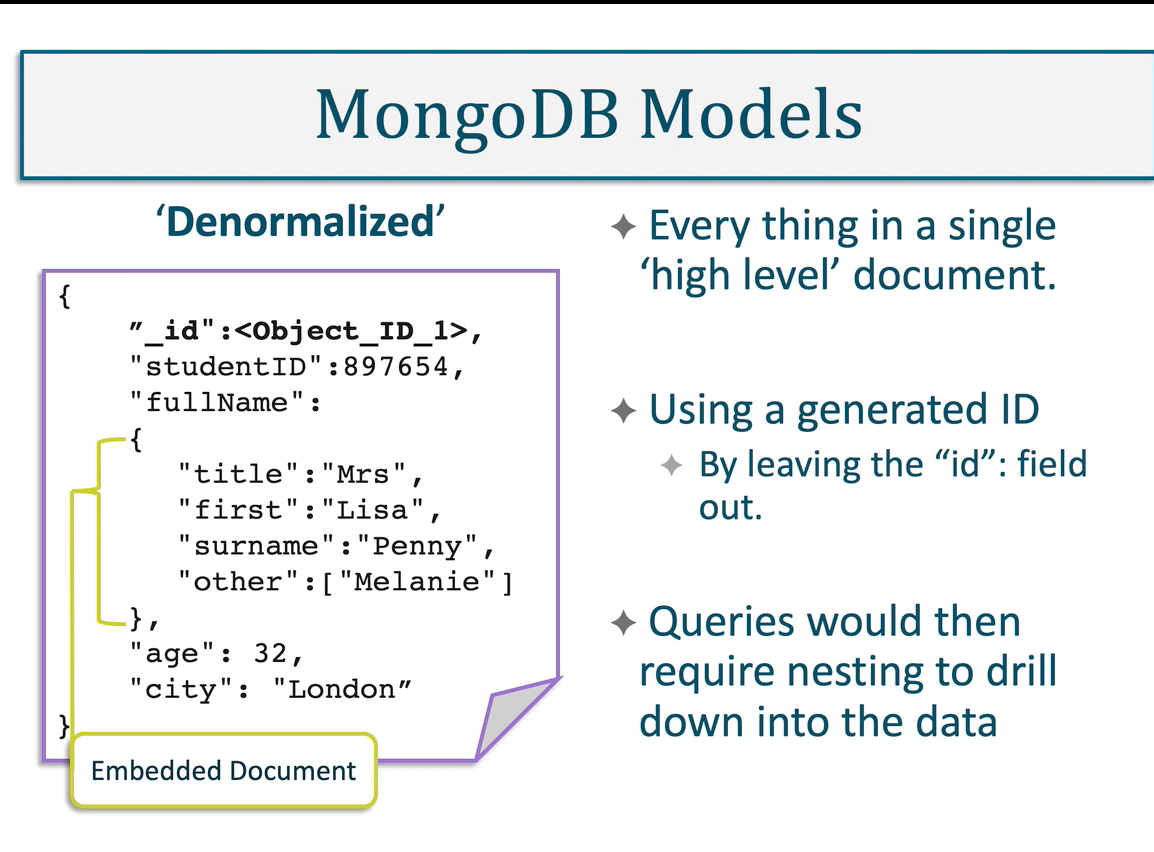 MongoDB Models
‘Denormalized’
{
”_id":<Object_ID_1>,
"studentID":897654,
"fullName":
{
"title":"Mrs",
"first":"Lisa",
"surname":"Penny",
"other":["Melanie"]
},
"age": 32,
"city": "London”
}
Embedded Document
Every thing in a single
‘high level’ document.
Using a generated ID
By leaving the “id”: field
out.
Queries would then
require nesting to drill
down into the data